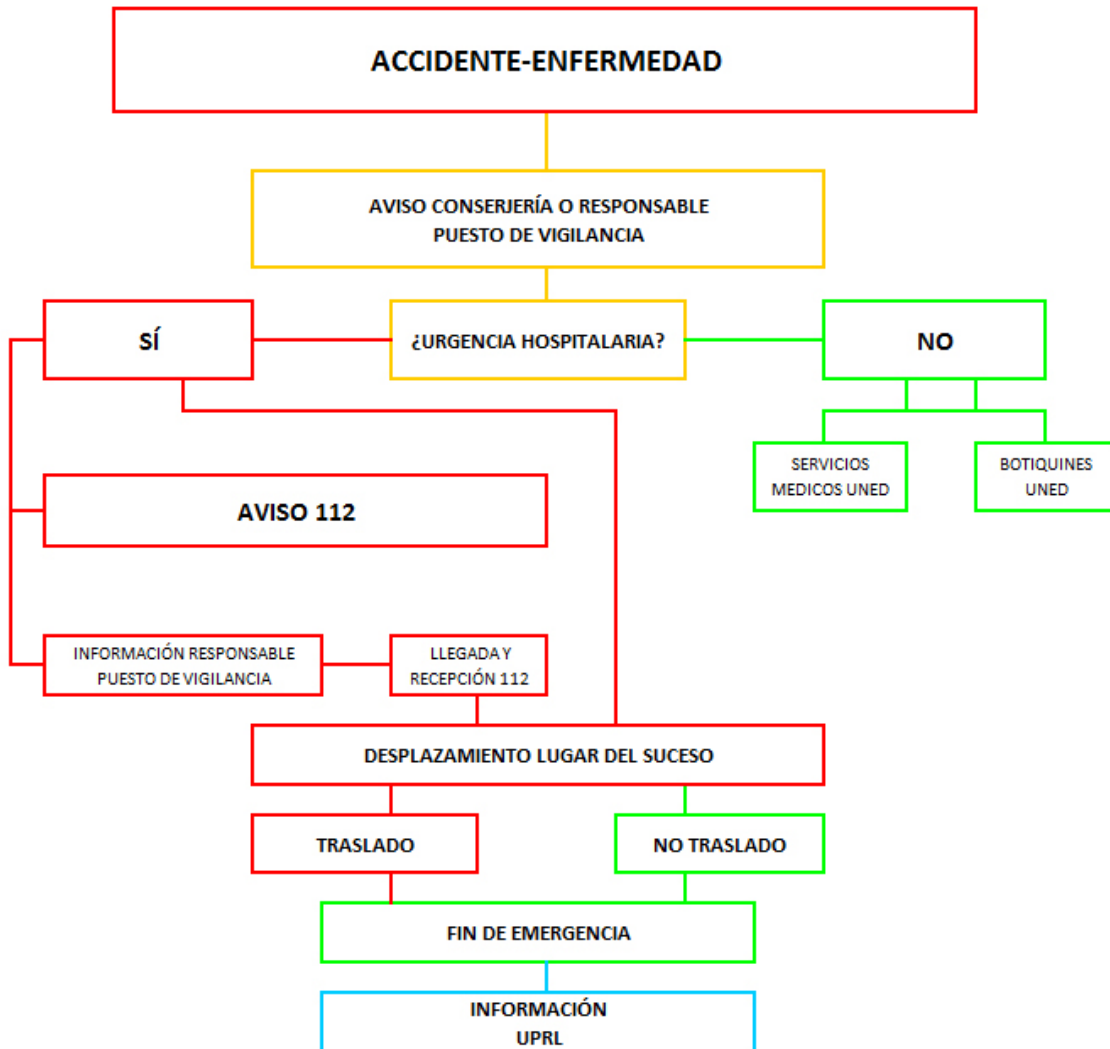 ACCIDENTE-ENFERMEDAD
AVISO CONSERJERÍA O RESPONSABLE
PUESTO DE VIGILANCIA
SÍ
¿URGENCIA HOSPITALARIA?
NO
SERVICIOS
MEDICOS UNED
BOTIQUINES
UNED
AVISO 112
INFORMACIÓN RESPONSABLE
PUESTO DE VIGILANCIA
LLEGADA Y
RECEPCIÓN 112
DESPLAZAMIENTO LUGAR DEL SUCESO
TRASLADO
NO TRASLADO
FIN DE EMERGENCIA
INFORMACIÓN
UPRL